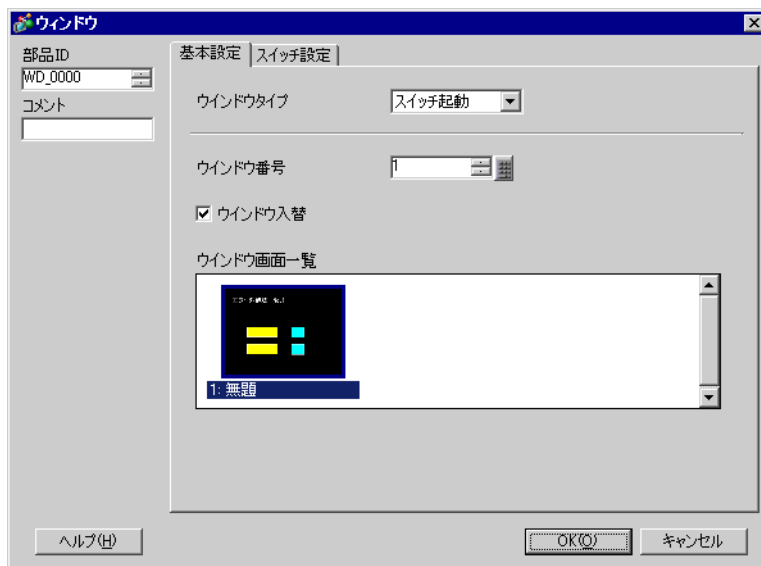 ウィンドウ
部品ID
WD_0000
コメント
基本設定
スイッチ設定
ウインドウタイプ
スイッチ起動
ウインドウ番号
1
ウインドウ入替
ウインドウ画面一覧
1: 無題
ヘルプ(H)
OK(O)
キャンセル